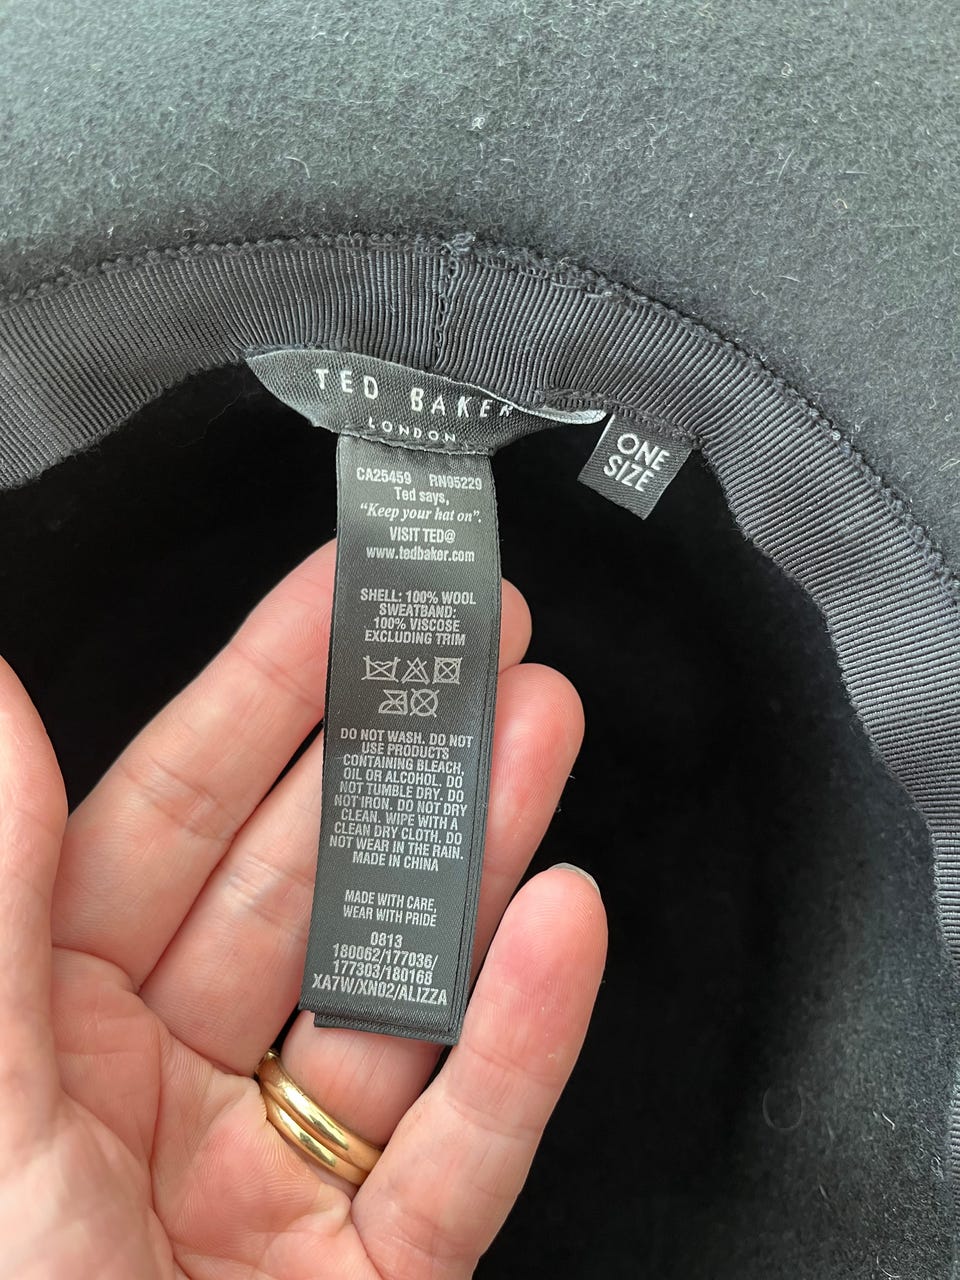 TED BAKER
LONDON
ONE
SIZE
CA25459 RN95229
Ted says,
“Keep your hat on”.
VISIT TED@
www.tedbaker.com
SHELL: 100% WOOL
SWEATBAND:
100% VISCOSE
EXCLUDING TRIM
DO NOT WASH. DO NOT
USE PRODUCTS
CONTAINING BLEACH,
OIL OR ALCOHOL. DO
NOT TUMBLE DRY. DO
NOT IRON. DO NOT DRY
CLEAN. WIPE WITH A
CLEAN DRY CLOTH. DO
NOT WEAR IN THE RAIN.
MADE IN CHINA
MADE WITH CARE,
WEAR WITH PRIDE
0813
180062/177036/
177303/180168
XA7W/XN02/ALIZZA